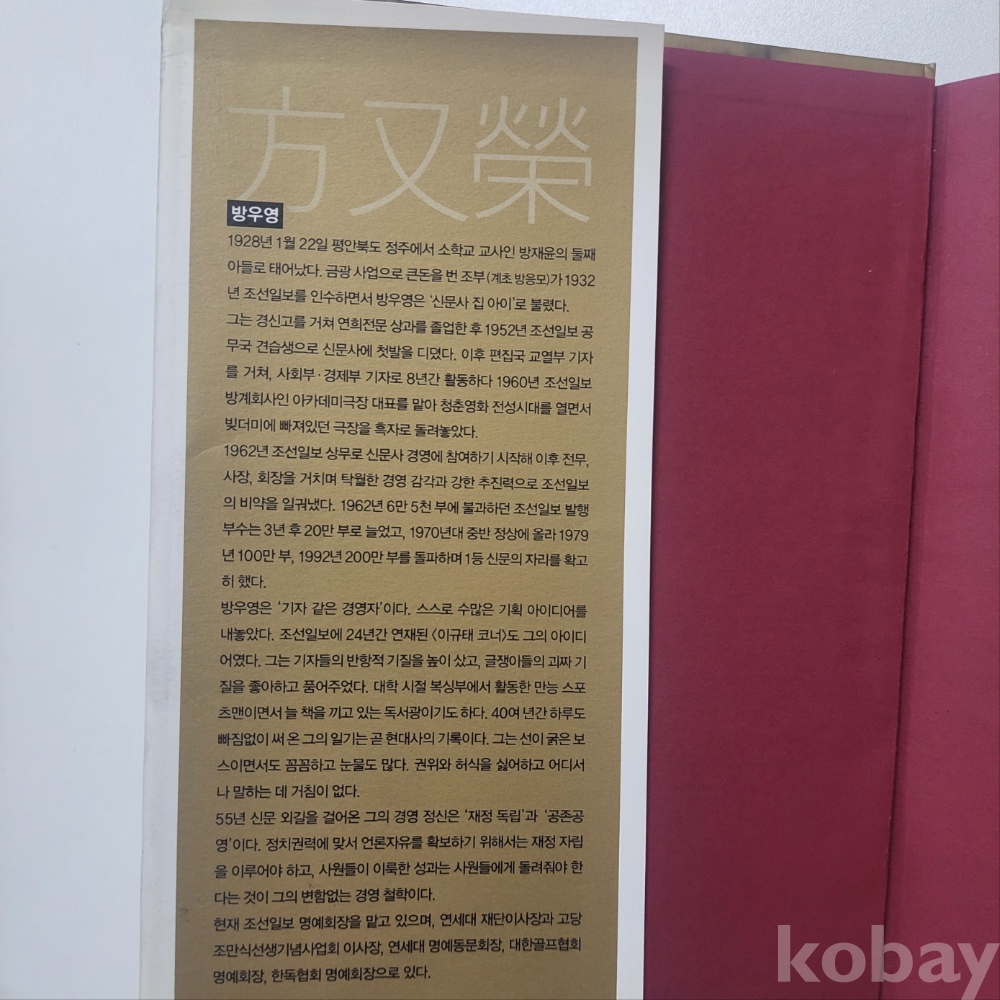 方又榮
방우영
1928년 1월 22일 평안북도 정주에서 소학교 교사인 방재윤의 둘째
아들로 태어났다. 금광 사업으로 큰돈을 번 조부(계초 방응모)가 1932
년 조선일보를 인수하면서 방우영은 '신문사 집 아이'로 불렸다.
그는 경신고를 거쳐 연희전문 상과를 졸업한 후 1952년 조선일보 공
무국 견습생으로 신문사에 첫발을 디뎠다. 이후 편집국 교열부 기자
를 거쳐, 사회부·경제부 기자로 8년간 활동하다 1960년 조선일보
방계회사인 아카데미극장 대표를 맡아 청춘영화 전성시대를 열면서
빚더미에 빠져있던 극장을 흑자로 돌려놓았다.
1962년 조선일보 상무로 신문사 경영에 참여하기 시작해 이후 전무,
사장, 회장을 거치며 탁월한 경영 감각과 강한 추진력으로 조선일보
의 비약을 일궈냈다. 1962년 6만 5천 부에 불과하던 조선일보 발행
부수는 3년 후 20만 부로 늘었고, 1970년대 중반 정상에 올라 1979
년 100만 부, 1992년 200만 부를 돌파하며 1등 신문의 자리를 확고
히 했다.
방우영은 '기자 같은 경영자'이다. 스스로 수많은 기획 아이디어를
내놓았다. 조선일보에 24년간 연재된 〈이규태 코너〉도 그의 아이디
어였다. 그는 기자들의 반항적 기질을 높이 샀고, 글쟁이들의 괴짜 기
질을 좋아하고 품어주었다. 대학 시절 복싱부에서 활동한 만능 스포
츠맨이면서 늘 책을 끼고 있는 독서광이기도 하다. 40여 년간 하루도
빠짐없이 써 온 그의 일기는 곧 현대사의 기록이다. 그는 선이 굵은 보
스이면서도 꼼꼼하고 눈물도 많다. 권위와 허식을 싫어하고 어디서
나 말하는 데 거침이 없다.
55년 신문 외길을 걸어온 그의 경영 정신은 '재정 독립'과 '공존공
영'이다. 정치권력에 맞서 언론자유를 확보하기 위해서는 재정 자립
을 이루어야 하고, 사원들이 이룩한 성과는 사원들에게 돌려줘야 한
다는 것이 그의 변함없는 경영 철학이다.
현재 조선일보 명예회장을 맡고 있으며, 연세대 재단이사장과 고당
조만식선생기념사업회 이사장, 연세대 명예동문회장, 대한골프협회
명예회장, 한독협회 명예회장으로 있다.
kobay